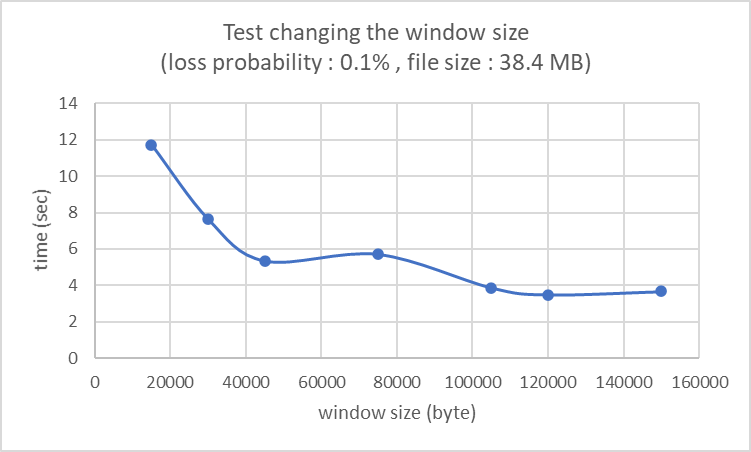 Test changing the window size
(loss probability : 0.1% , file size : 38.4 MB)
14
12
10
8
6
4
2
0
time (sec)
0 20000 40000 60000 80000 100000 120000 140000 160000
window size (byte)